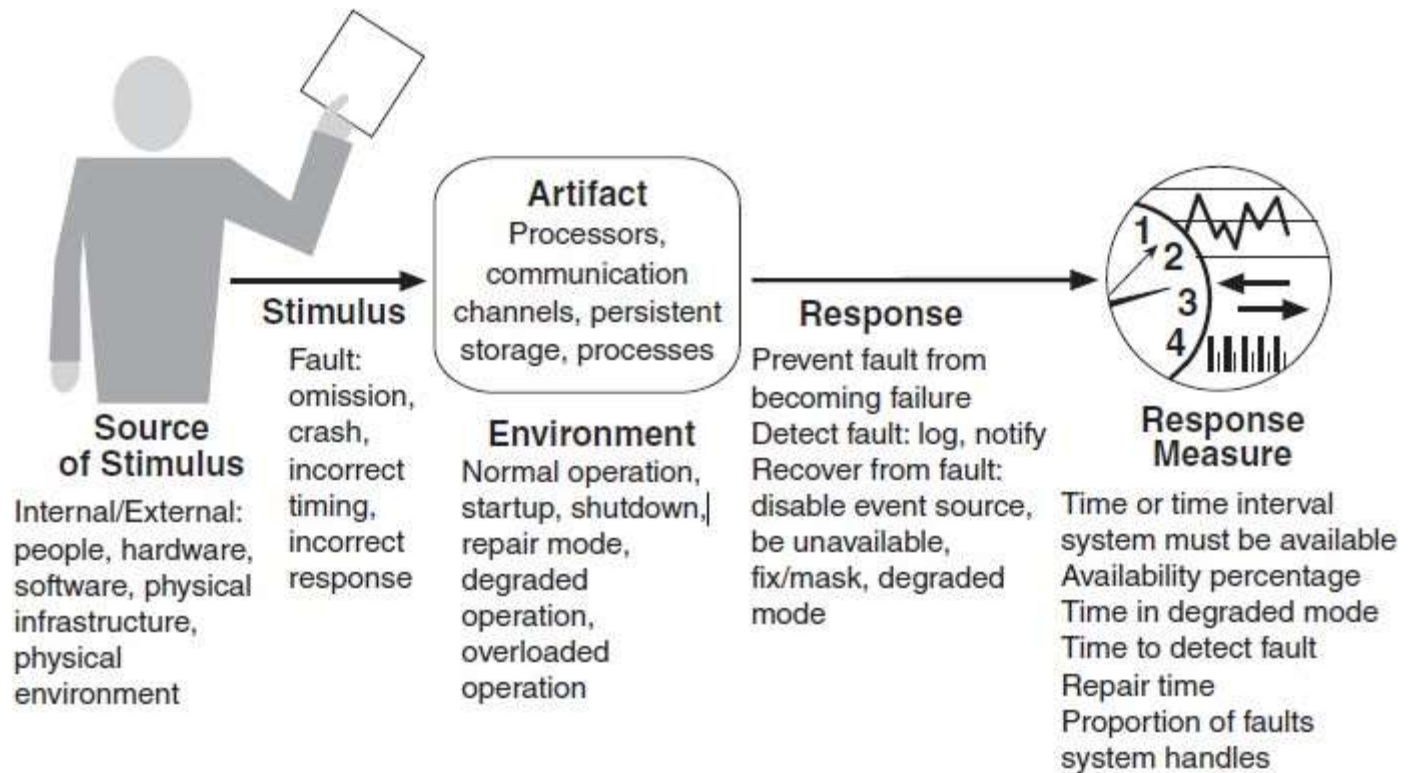 Source
of Stimulus
Internal/External:
people, hardware,
software, physical
infrastructure,
physical
environment
Stimulus
Fault:
omission,
crash,
incorrect
timing,
incorrect
response
Artifact
Processors,
communication
channels, persistent
storage, processes
Environment
Normal operation,
startup, shutdown,
repair mode,
degraded
operation,
overloaded
operation
Response
Prevent fault from
becoming failure
Detect fault: log, notify
Recover from fault:
disable event source,
be unavailable,
fix/mask, degraded
mode
1
2
3
4
Response
Measure
Time or time interval
system must be available
Availability percentage
Time in degraded mode
Time to detect fault
Repair time
Proportion of faults
system handles